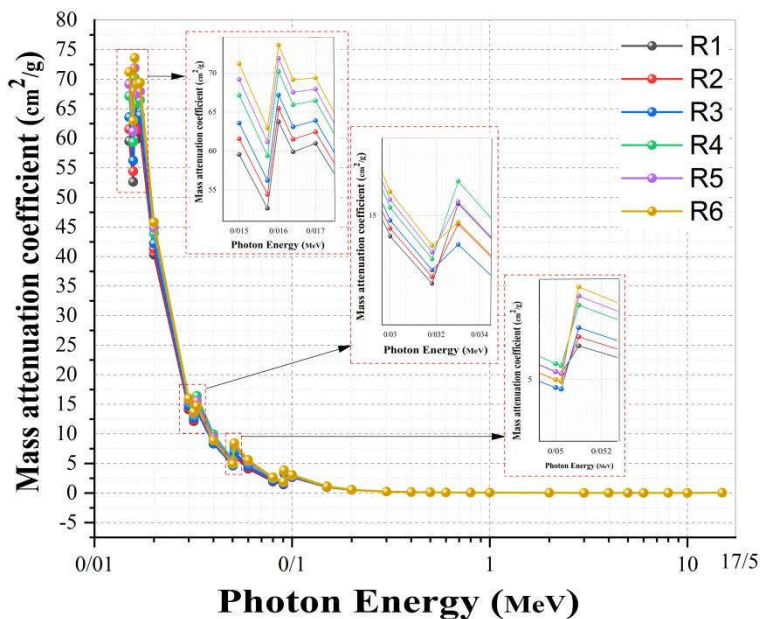 Mass attenuation coefficient (cm²/g)
80
75
70
65
60
55
50
45
40
35
30
25
20
15
10
5
0
-5
0/01
0/1
1
10
17/5
Photon Energy (MeV)
R1
R2
R3
R4
R5
R6
Mass attenuation coefficient (cm²/g)
70
65
55
0/015
0/016
0/017
Photon Energy (MeV)
Mass attenuation coefficient (cm²/g)
15
0/03
0/032
0/034
Photon Energy (MeV)
Mass attenuation coefficient (cm²/g)
5
0/05
0/052
Photon Energy (MeV)